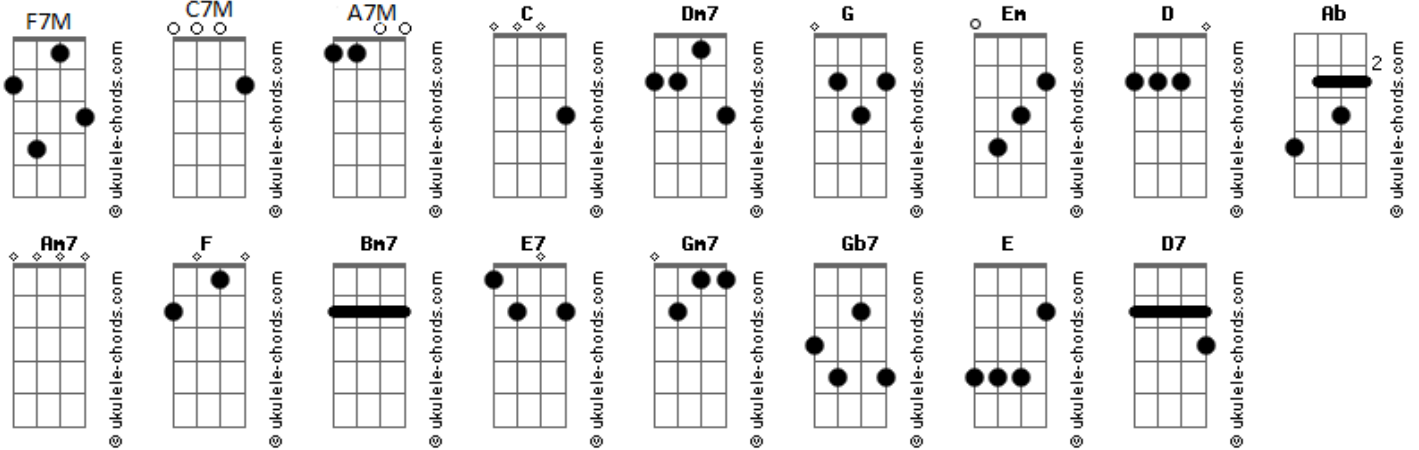 F7M C7M A7M C Dm7 G Em D Ab
2
© ukulele-chords.com © ukulele-chords.com © ukulele-chords.com © ukulele-chords.com © ukulele-chords.com © ukulele-chords.com © ukulele-chords.com © ukulele-chords.com © ukulele-chords.com
Am7 F Bm7 E7 Gm7 Gb7 E D7
© ukulele-chords.com © ukulele-chords.com © ukulele-chords.com © ukulele-chords.com © ukulele-chords.com © ukulele-chords.com © ukulele-chords.com © ukulele-chords.com